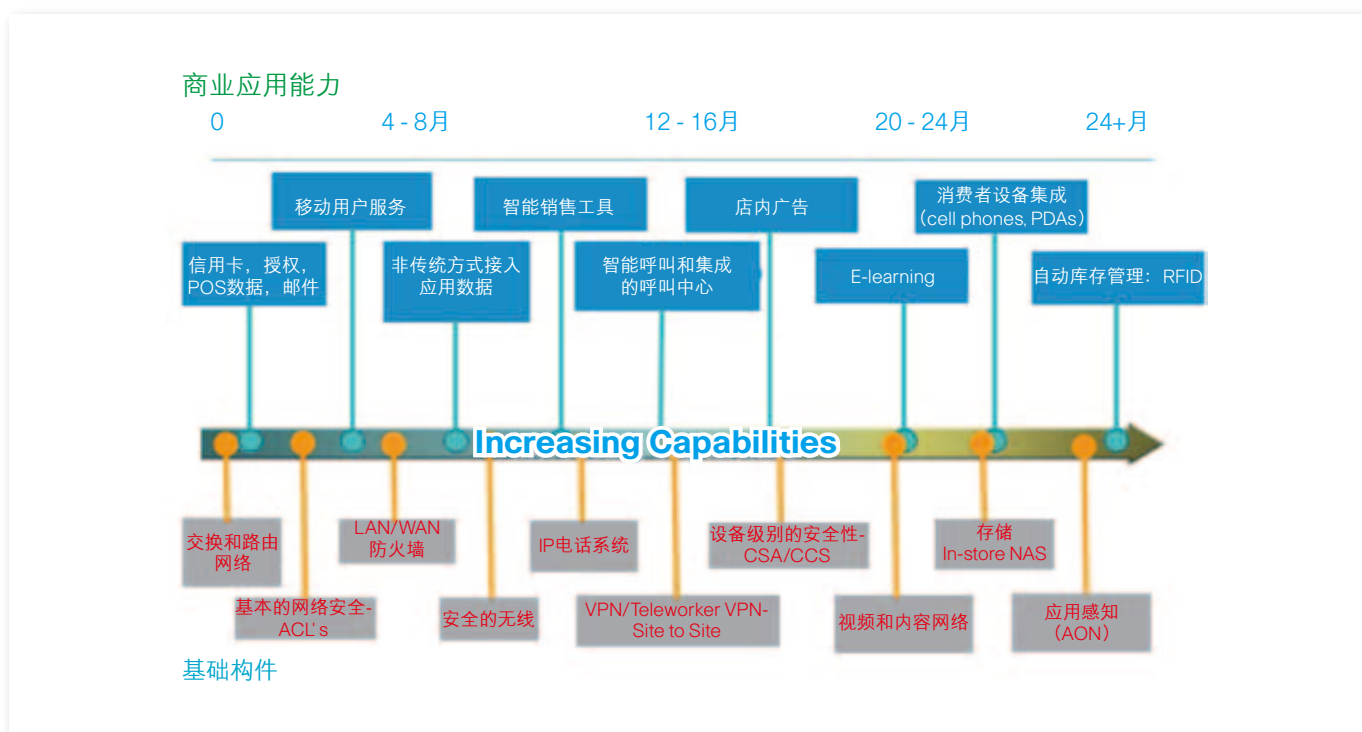 商业应用能力
0
4 - 8月
12 - 16月
20 - 24月
24+月
移动用户服务
智能销售工具
店内广告
消费者设备集成
（cell phones, PDAs）
信用卡，授权，
POS数据，邮件
非传统方式接入
应用数据
智能呼叫和集成
的呼叫中心
E-learning
自动库存管理：RFID
Increasing Capabilities
交换和路由
网络
LAN/WAN
防火墙
IP电话系统
设备级别的安全性-
CSA/CCS
存储
In-store NAS
基本的网络安全-
ACL' s
安全的无线
VPN/Teleworker VPN-
Site to Site
视频和内容网络
应用感知
（AON）
基础构件